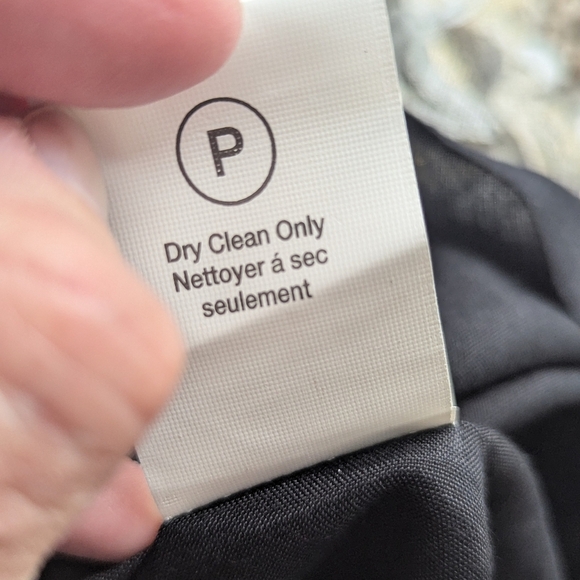 P
Dry Clean Only
Nettoyer á sec
seulement